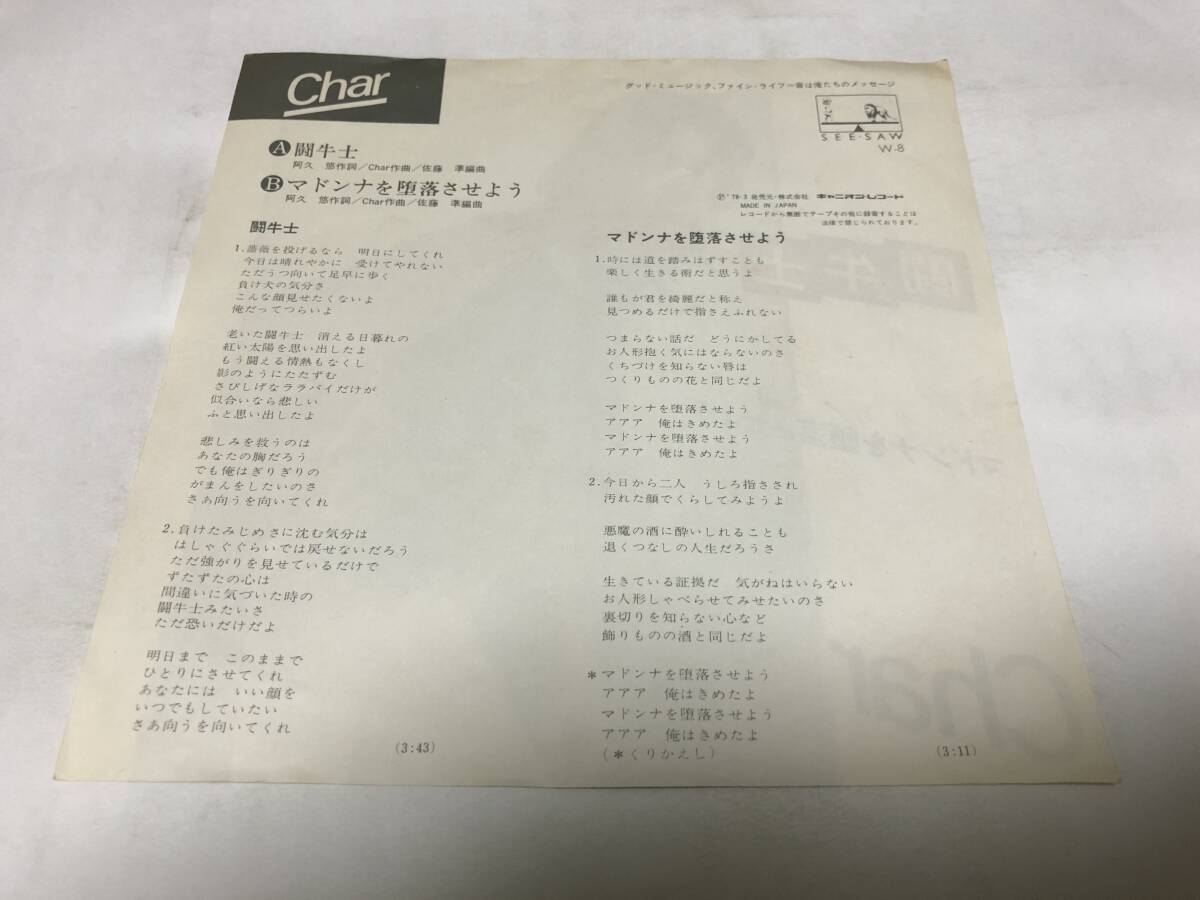 Char
グッド・ミュージック、ファイン・ライフ—音は俺たちのメッセージ
SEE・SAW
W-8
Ⓐ闘牛士
阿久 悠作詞／Char作曲／佐藤 準編曲
Ⓑマドンナを堕落させよう
阿久 悠作詞／Char作曲／佐藤 準編曲
Ⓟ'78・3 発売元・株式会社 キャニオン・レコード
MADE IN JAPAN
レコードから無断でテープその他に録音することは
法律で禁じられております。
闘牛士
1.薔薇を投げるなら 明日にしてくれ
今日は晴れやかに 受けてやれない
ただうつ向いて足早に歩く
負け犬の気分さ
こんな顔見せたくないよ
俺だってつらいよ
老いた闘牛士 消える日暮れの
紅い太陽を思い出したよ
もう闘える情熱もなくし
影のようにたたずむ
さびしげなララバイだけが
似合いなら悲しい
ふと思い出したよ
悲しみを救うのは
あなたの胸だろう
でも俺はぎりぎりの
がまんをしたいのさ
さあ向うを向いてくれ
2.負けたみじめさに沈む気分は
はしゃぐぐらいでは戻せないだろう
ただ強がりを見せているだけで
ずたずたの心は
間違いに気づいた時の
闘牛士みたいさ
ただ恐いだけだよ
明日まで このままで
ひとりにさせてくれ
あなたには いい顔を
いつでもしていたい
さあ向うを向いてくれ
(3:43)
マドンナを堕落させよう
1.時には道を踏みはずすことも
楽しく生きる術だと思うよ
誰もが君を綺麗だと称え
見つめるだけで指さえふれない
つまらない話だ どうにかしてる
お人形抱く気にはならないのさ
くちづけを知らない唇は
つくりものの花と同じだよ
マドンナを堕落させよう
アアア 俺はきめたよ
マドンナを堕落させよう
アアア 俺はきめたよ
2.今日から二人 うしろ指さされ
汚れた顔でくらしてみようよ
悪魔の酒に酔いしれることも
退くつなしの人生だろうさ
生きている証拠だ 気がねはいらない
お人形しゃべらせてみせたいのさ
裏切りを知らない心など
飾りものの酒と同じだよ
*マドンナを堕落させよう
アアア 俺はきめたよ
マドンナを堕落させよう
アアア 俺はきめたよ
(*くりかえし)
(3:11)